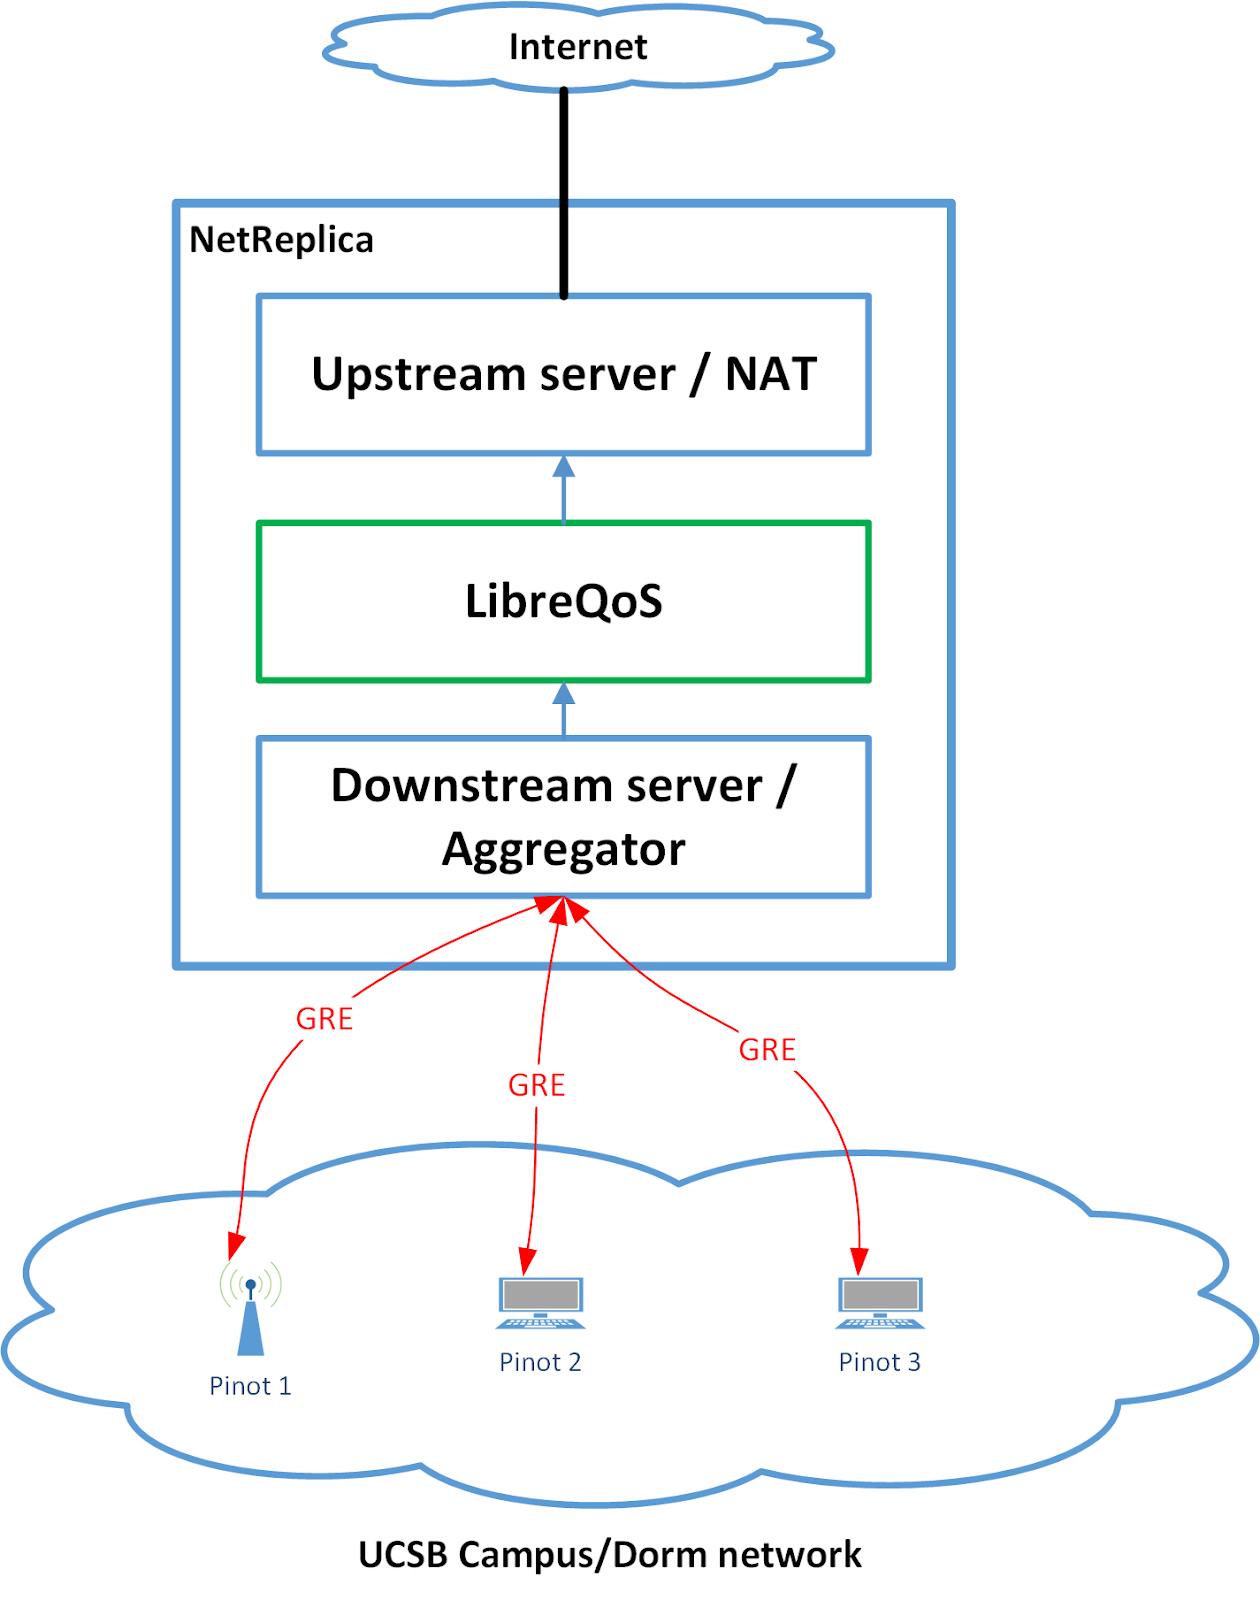 Internet
NetReplica
Upstream server / NAT
LibreQoS
Downstream server /
Aggregator
GRE
GRE
GRE
Pinot 1
Pinot 2
Pinot 3
UCSB Campus/Dorm network